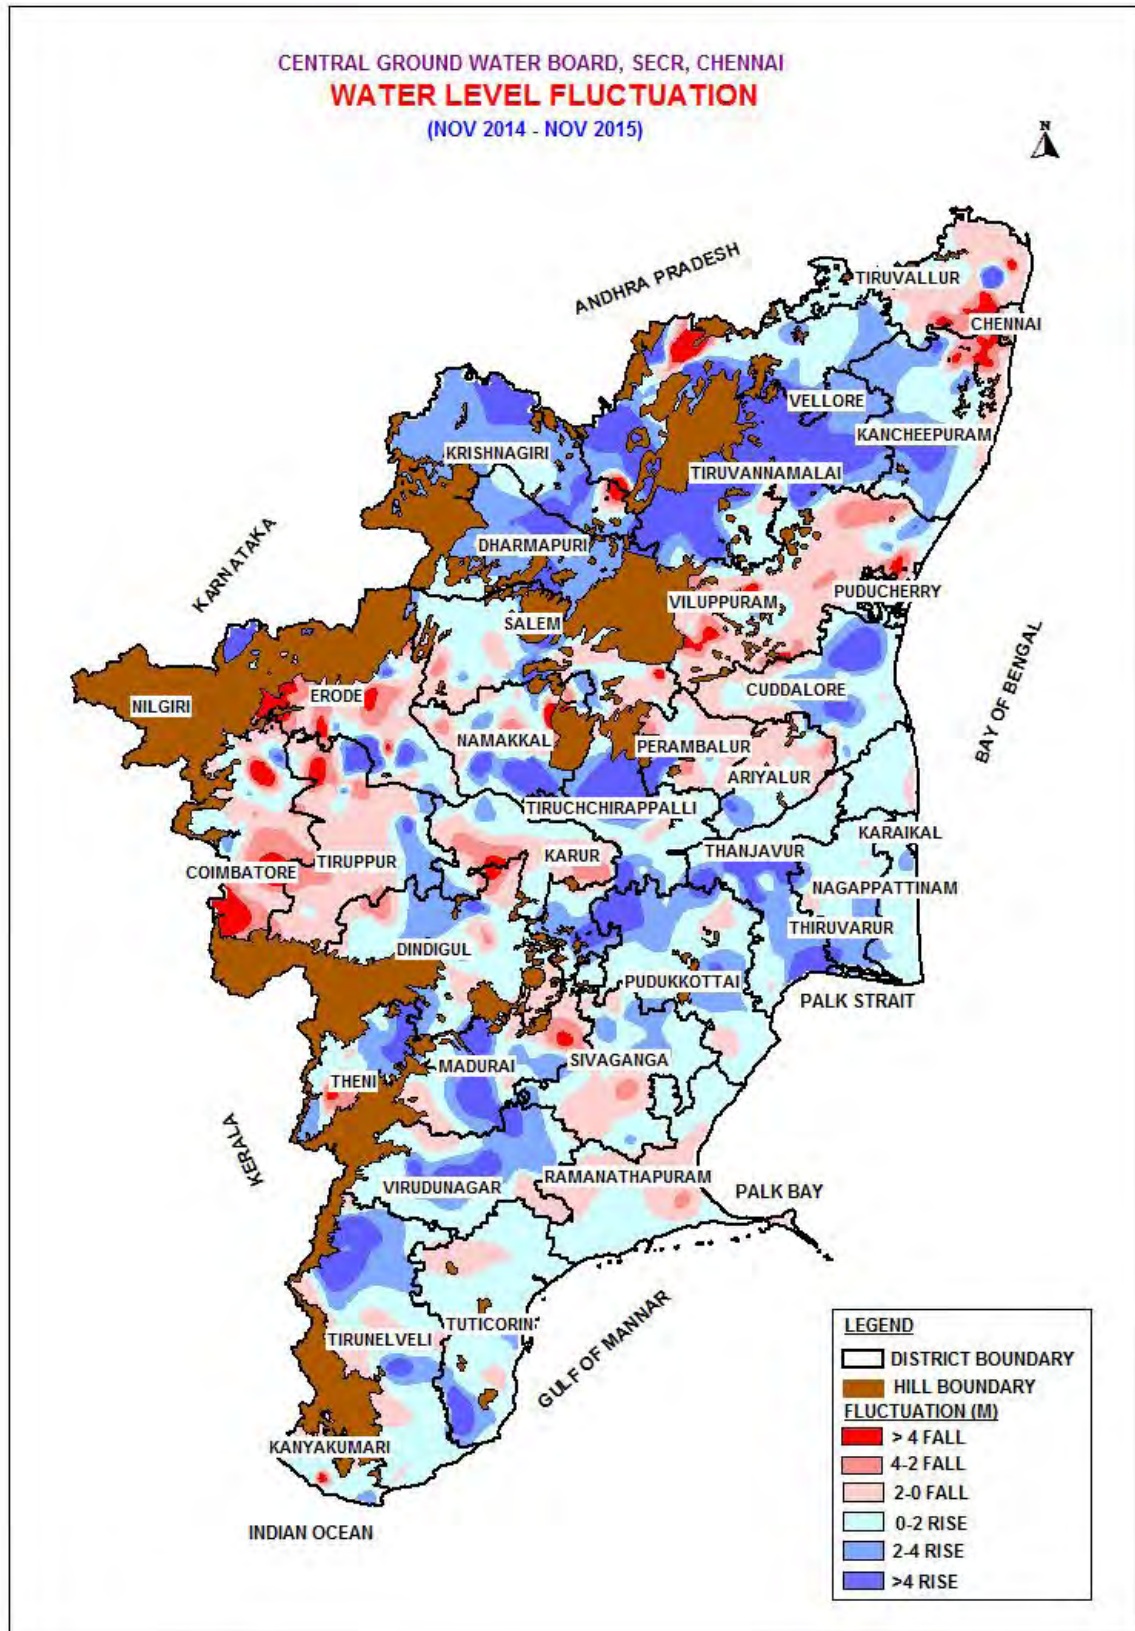 CENTRAL GROUND WATER BOARD, SECR, CHENNAI
WATER LEVEL FLUCTUATION
(NOV 2014 - NOV 2015)
N
ANDHRA PRADESH
TIRUVALLUR
CHENNAI
VELLORE
KANCHEEPURAM
KRISHNAGIRI
TIRUVANNAMALAI
KARNATAKA
DHARMAPURI
PUDUCHERRY
VILUPPURAM
SALEM
BAY OF BENGAL
NILGIRI
ERODE
CUDDALORE
NAMAKKAL
PERAMBALUR
ARIYALUR
TIRUCHCHIRAPPALLI
KARAIKAL
COIMBATORE
TIRUPPUR
KARUR
THANJAVUR
NAGAPPATTINAM
THIRUVARUR
DINDIGUL
PUDUKKOTTAI
PALK STRAIT
THENI
MADURAI
SIVAGANGA
KERALA
VIRUDUNAGAR
RAMANATHAPURAM
PALK BAY
TIRUNELVELI
TUTICORIN
GULF OF MANNAR
KANYAKUMARI
INDIAN OCEAN
LEGEND
DISTRICT BOUNDARY
HILL BOUNDARY
FLUCTUATION (M)
> 4 FALL
4-2 FALL
2-0 FALL
0-2 RISE
2-4 RISE
>4 RISE